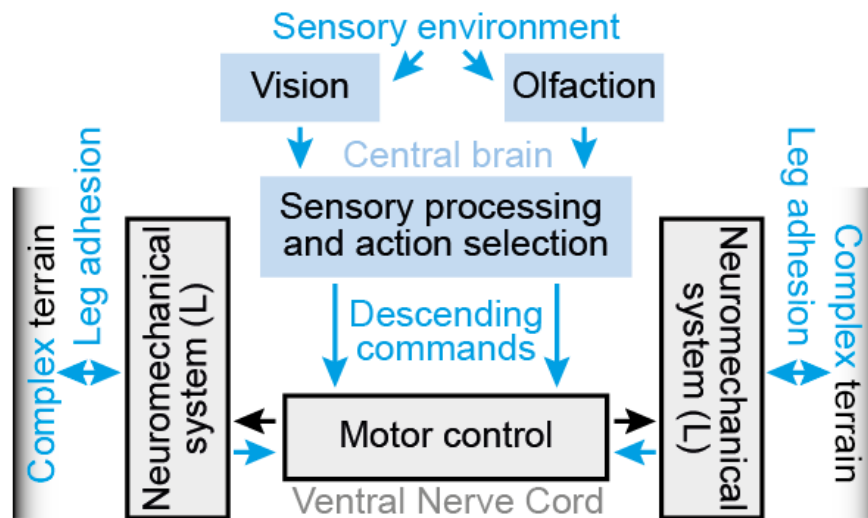 Sensory environment
Vision
Olfaction
Central brain
Sensory processing
and action selection
Descending
commands
Motor control
Ventral Nerve Cord
Complex terrain
Leg adhesion
Neuromechanical
system (L)
Neuromechanical
system (L)
Leg adhesion
Complex terrain